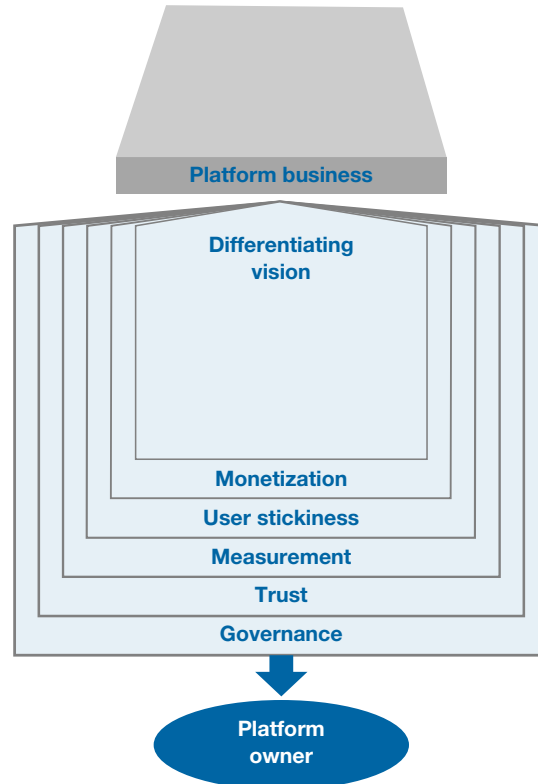 Platform business
Differentiating
vision
Monetization
User stickiness
Measurement
Trust
Governance
Platform
owner